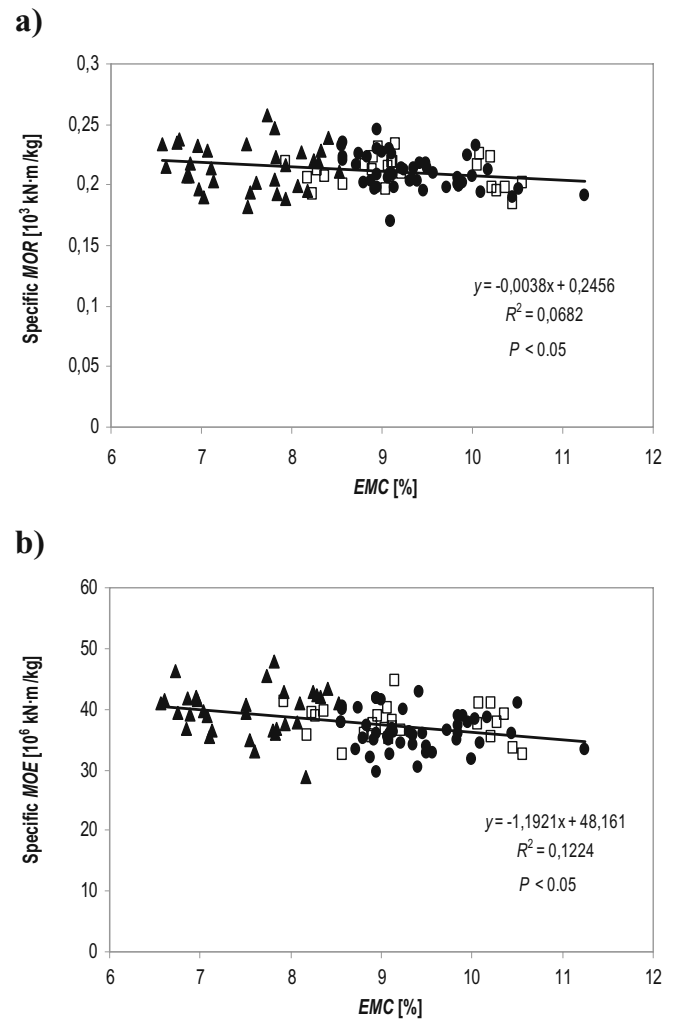 a)
0,3
0,25
0,2
0,15
0,1
0,05
0
Specific MOR [10³ kN·m /kg]
y = -0,0038x + 0,2456
R² = 0,0682
P < 0.05
6 7 8 9 10 11 12
EMC [%]
b)
60
50
40
30
20
10
0
Specific MOE [10⁶ kN·m /kg]
y = -1,1921x + 48,161
R² = 0,1224
P < 0.05
6 7 8 9 10 11 12
EMC [%]